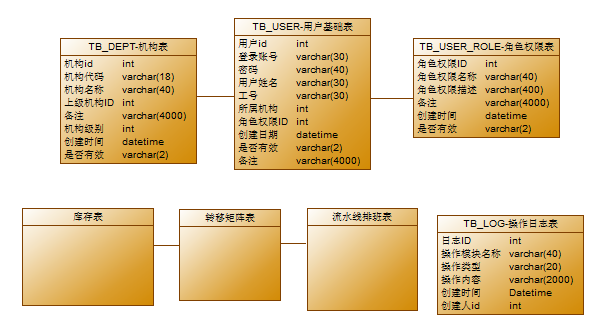 TB_DEPT-机构表
机构id int
机构代码 varchar(18)
机构名称 varchar(40)
上级机构ID int
备注 varchar(4000)
机构级别 int
创建时间 datetime
是否有效 varchar(2)
TB_USER-用户基础表
用户id int
登录账号 varchar(30)
密码 varchar(40)
用户姓名 varchar(30)
工号 varchar(30)
所属机构 int
角色权限ID int
创建日期 datetime
是否有效 varchar(2)
备注 varchar(4000)
TB_USER_ROLE-角色权限表
角色权限ID int
角色权限名称 varchar(40)
角色权限描述 varchar(400)
备注 varchar(4000)
创建时间 datetime
是否有效 varchar(2)
库存表
转移矩阵表
流水线排班表
TB_LOG-操作日志表
日志ID int
操作模块名称 varchar(40)
操作类型 varchar(20)
操作内容 varchar(2000)
创建时间 Datetime
创建人id int